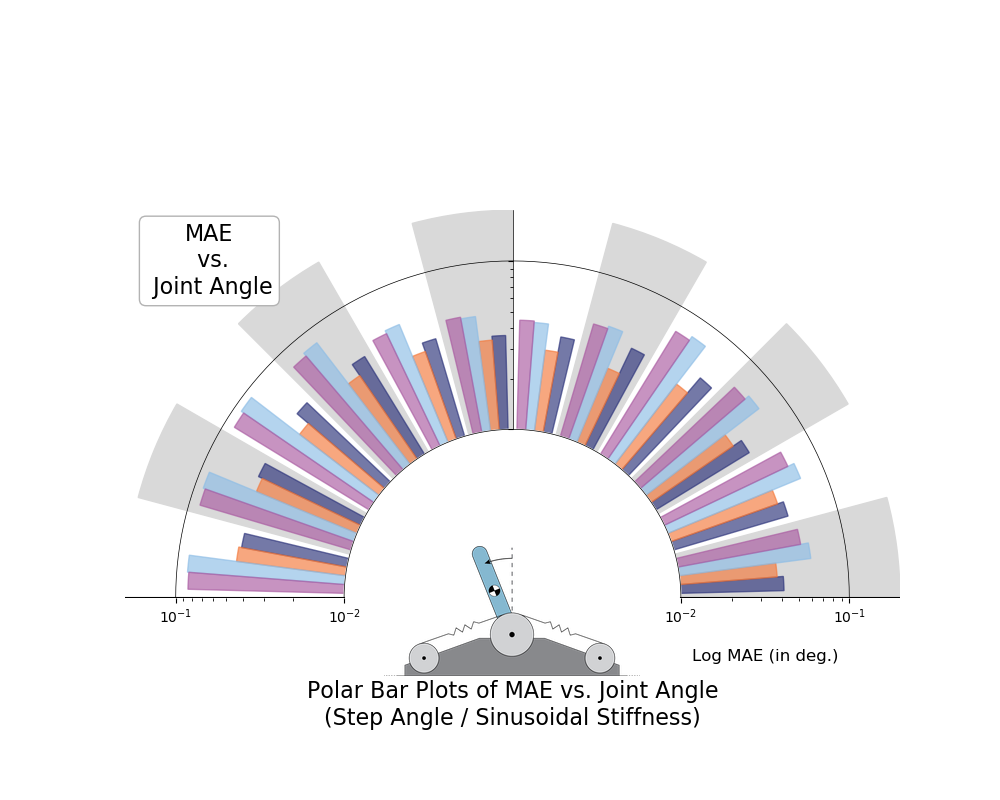 MAE
vs.
Joint Angle
10⁻¹ 10⁻² 10⁻² 10⁻¹
Log MAE (in deg.)
Polar Bar Plots of MAE vs. Joint Angle
(Step Angle / Sinusoidal Stiffness)